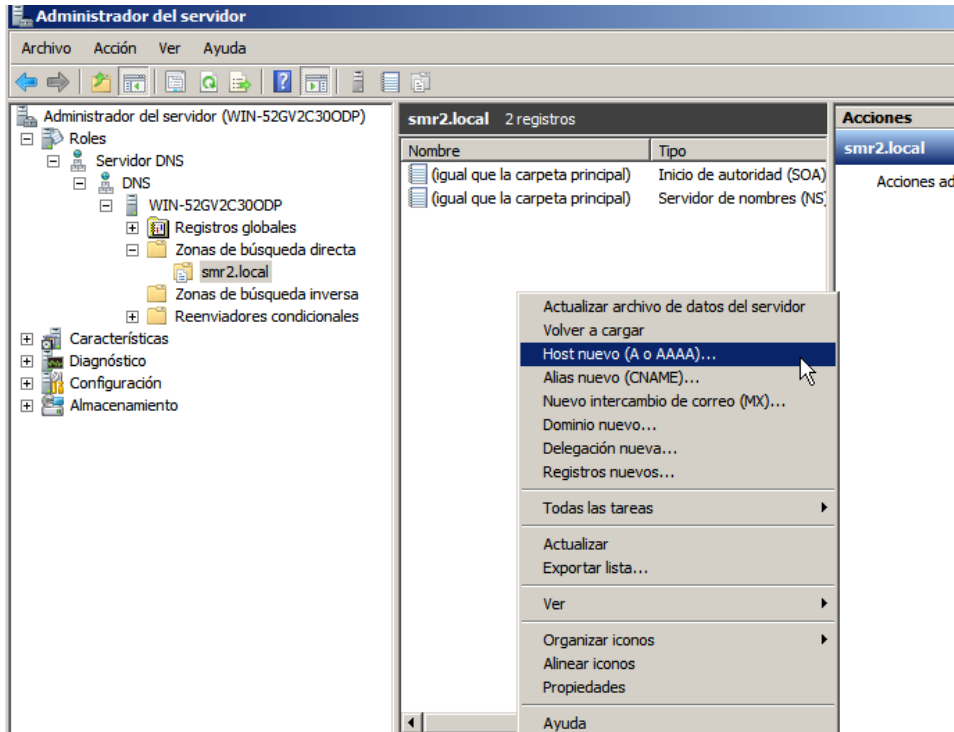 Administrador del servidor
Archivo Acción Ver Ayuda
Administrador del servidor (WIN-52GV2C30ODP)
Roles
Servidor DNS
DNS
WIN-52GV2C30ODP
Registros globales
Zonas de búsqueda directa
smr2.local
Zonas de búsqueda inversa
Reenviadores condicionales
Características
Diagnóstico
Configuración
Almacenamiento
smr2.local 2 registros
Nombre Tipo
(igual que la carpeta principal) Inicio de autoridad (SOA)
(igual que la carpeta principal) Servidor de nombres (NS)
Actualizar archivo de datos del servidor
Volver a cargar
Host nuevo (A o AAAA)...
Alias nuevo (CNAME)...
Nuevo intercambio de correo (MX)...
Dominio nuevo...
Delegación nueva...
Registros nuevos...
Todas las tareas
Actualizar
Exportar lista...
Ver
Organizar iconos
Alinear iconos
Propiedades
Ayuda
Acciones
smr2.local
Acciones ad